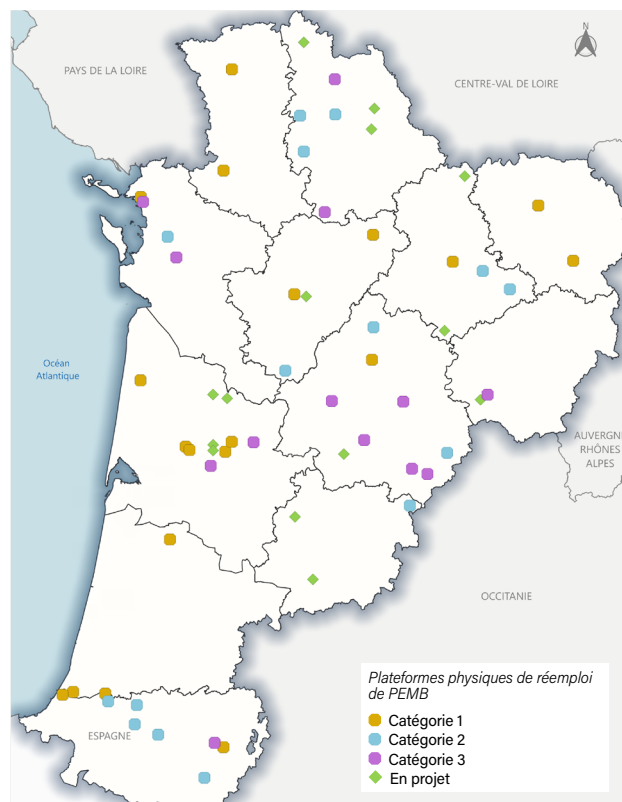 N
PAYS DE LA LOIRE
CENTRE-VAL DE LOIRE
Océan
Atlantique
AUVERGNE
RHÔNES
ALPES
OCCITANIE
ESPAGNE
Plateformes physiques de réemploi
de PEMB
Catégorie 1
Catégorie 2
Catégorie 3
En projet